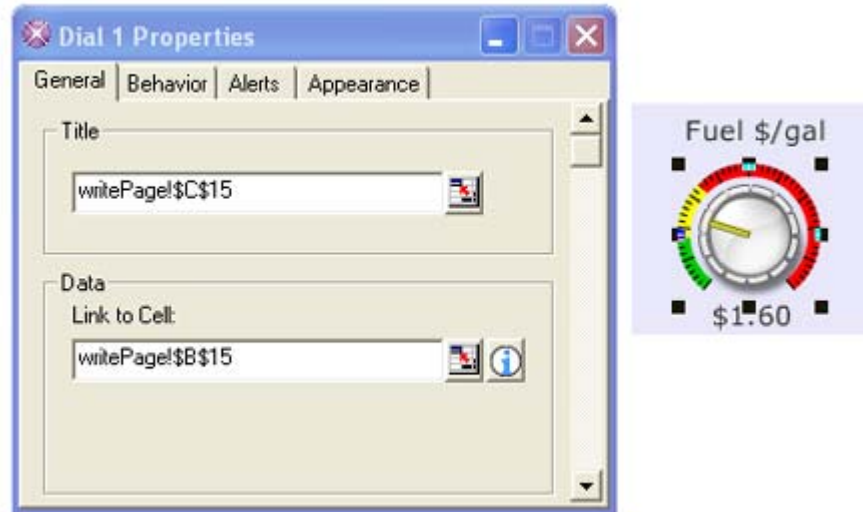 Dial 1 Properties
General Behavior Alerts Appearance
Title
writePage!$C$15
Data
Link to Cell:
writePage!$B$15
Fuel $/gal
$1.60